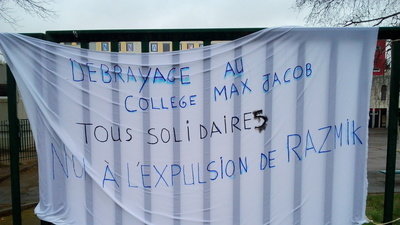 DEBRAYAGE AU
COLLEGE MAX JACOB
TOUS SOLIDAIRES
NON À L'EXPULSION DE RAZMIK